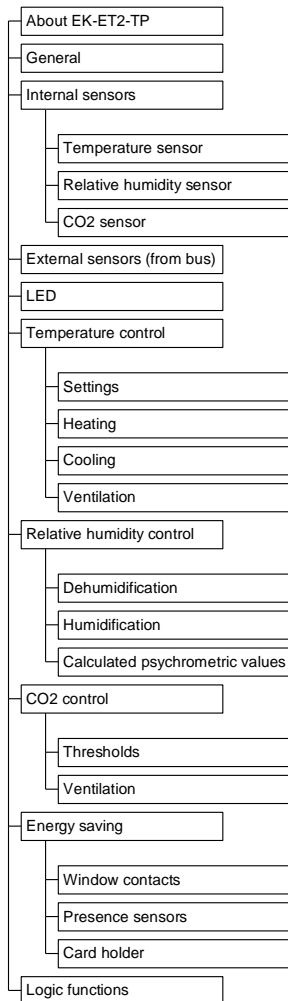 About EK-ET2-TP
General
Internal sensors
Temperature sensor
Relative humidity sensor
CO2 sensor
External sensors (from bus)
LED
Temperature control
Settings
Heating
Cooling
Ventilation
Relative humidity control
Dehumidification
Humidification
Calculated psychrometric values
CO2 control
Thresholds
Ventilation
Energy saving
Window contacts
Presence sensors
Card holder
Logic functions